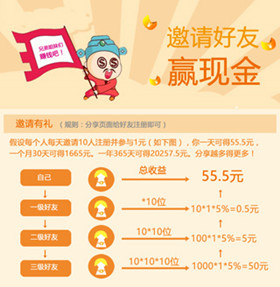 兄弟姐妹们
赚钱吧！
邀请好友
赢现金
邀请有礼 （规则：分享页面给好友注册即可）
假设每个人每天邀请10人注册并参与1元（如下图），你一天可得55.5元，
一个月30天可得1665元。一年365天可得20257.5元。分享越多得更多！
自己 总收益 55.5元
一级好友 *10位 10*1*5%=0.5元
二级好友 10*10位 100*1*5%=5元
三级好友 10*10*10位 1000*1*5%=50元